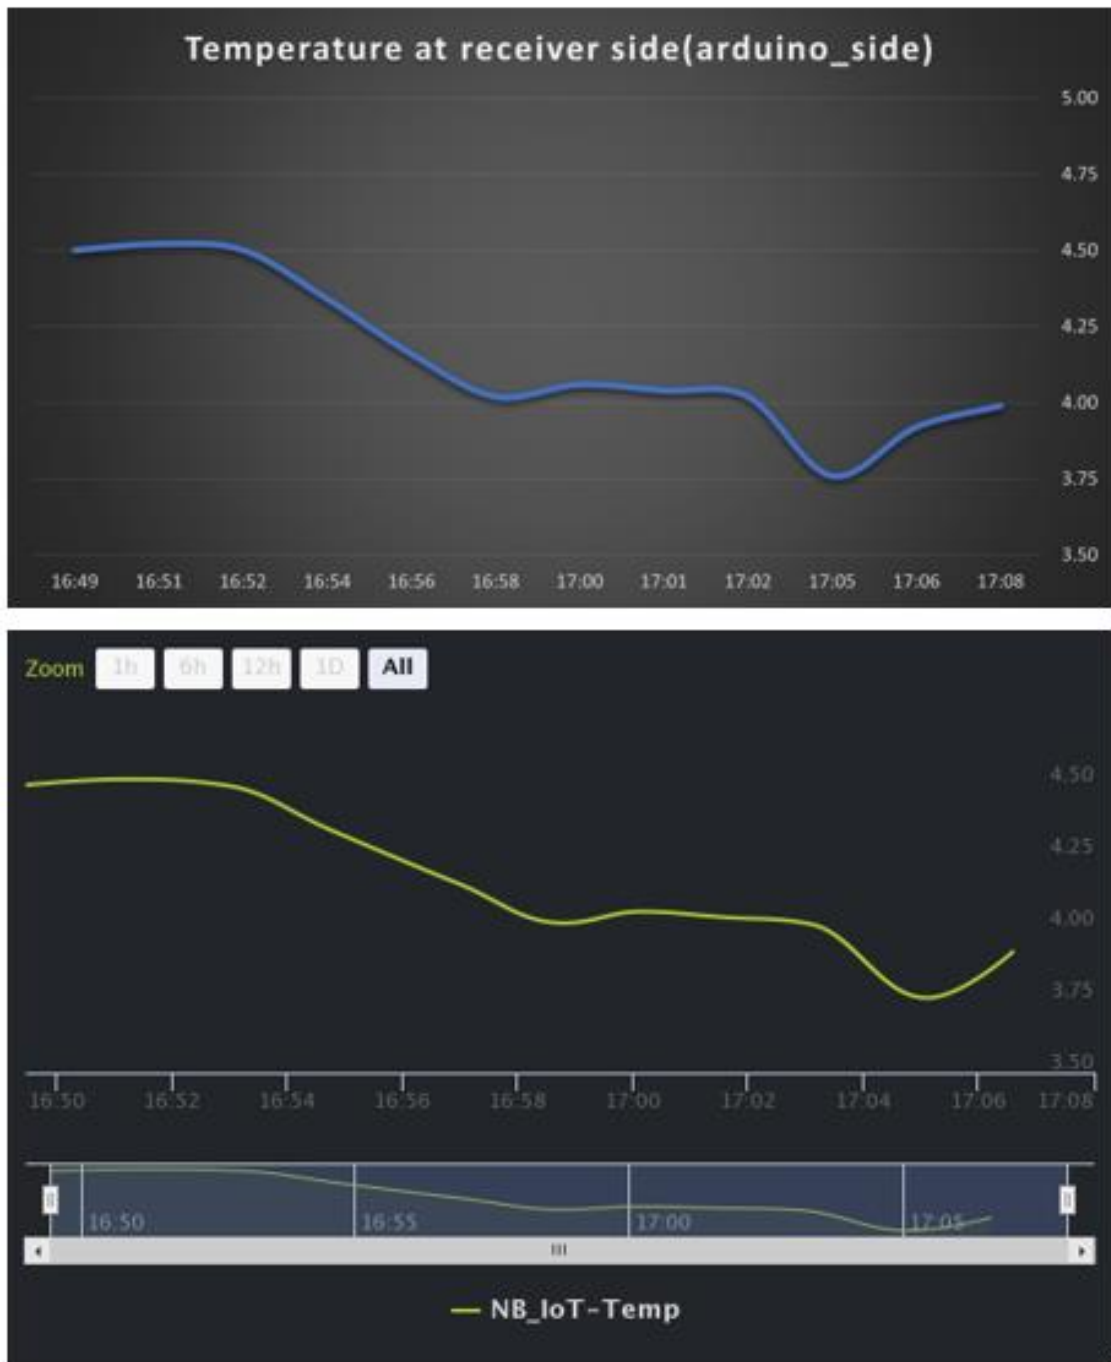 Temperature at receiver side(arduino_side)
5.00
4.75
4.50
4.25
4.00
3.75
3.50
16:49 16:51 16:52 16:54 16:56 16:58 17:00 17:01 17:02 17:05 17:06 17:08
Zoom 1h 6h 12h 1D All
4.50
4.25
4.00
3.75
3.50
16:50 16:52 16:54 16:56 16:58 17:00 17:02 17:04 17:06 17:08
16:50 16:55 17:00 17:05
NB_IoT-Temp